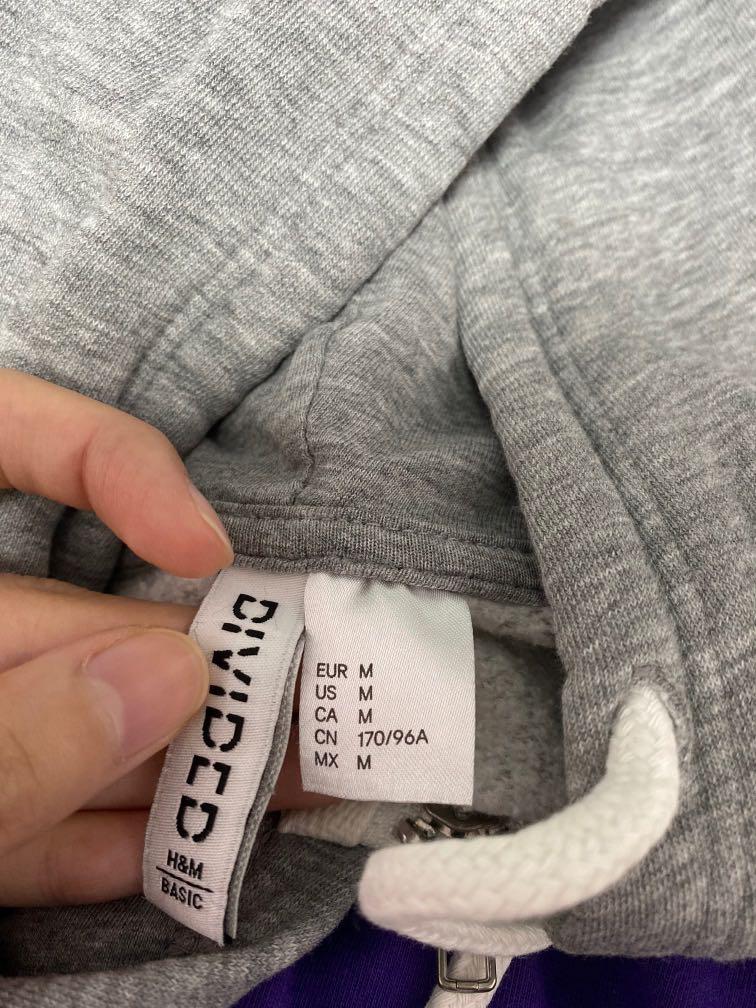 DIVIDED
H&M
BASIC
EUR M
US M
CA M
CN 170/96A
MX M